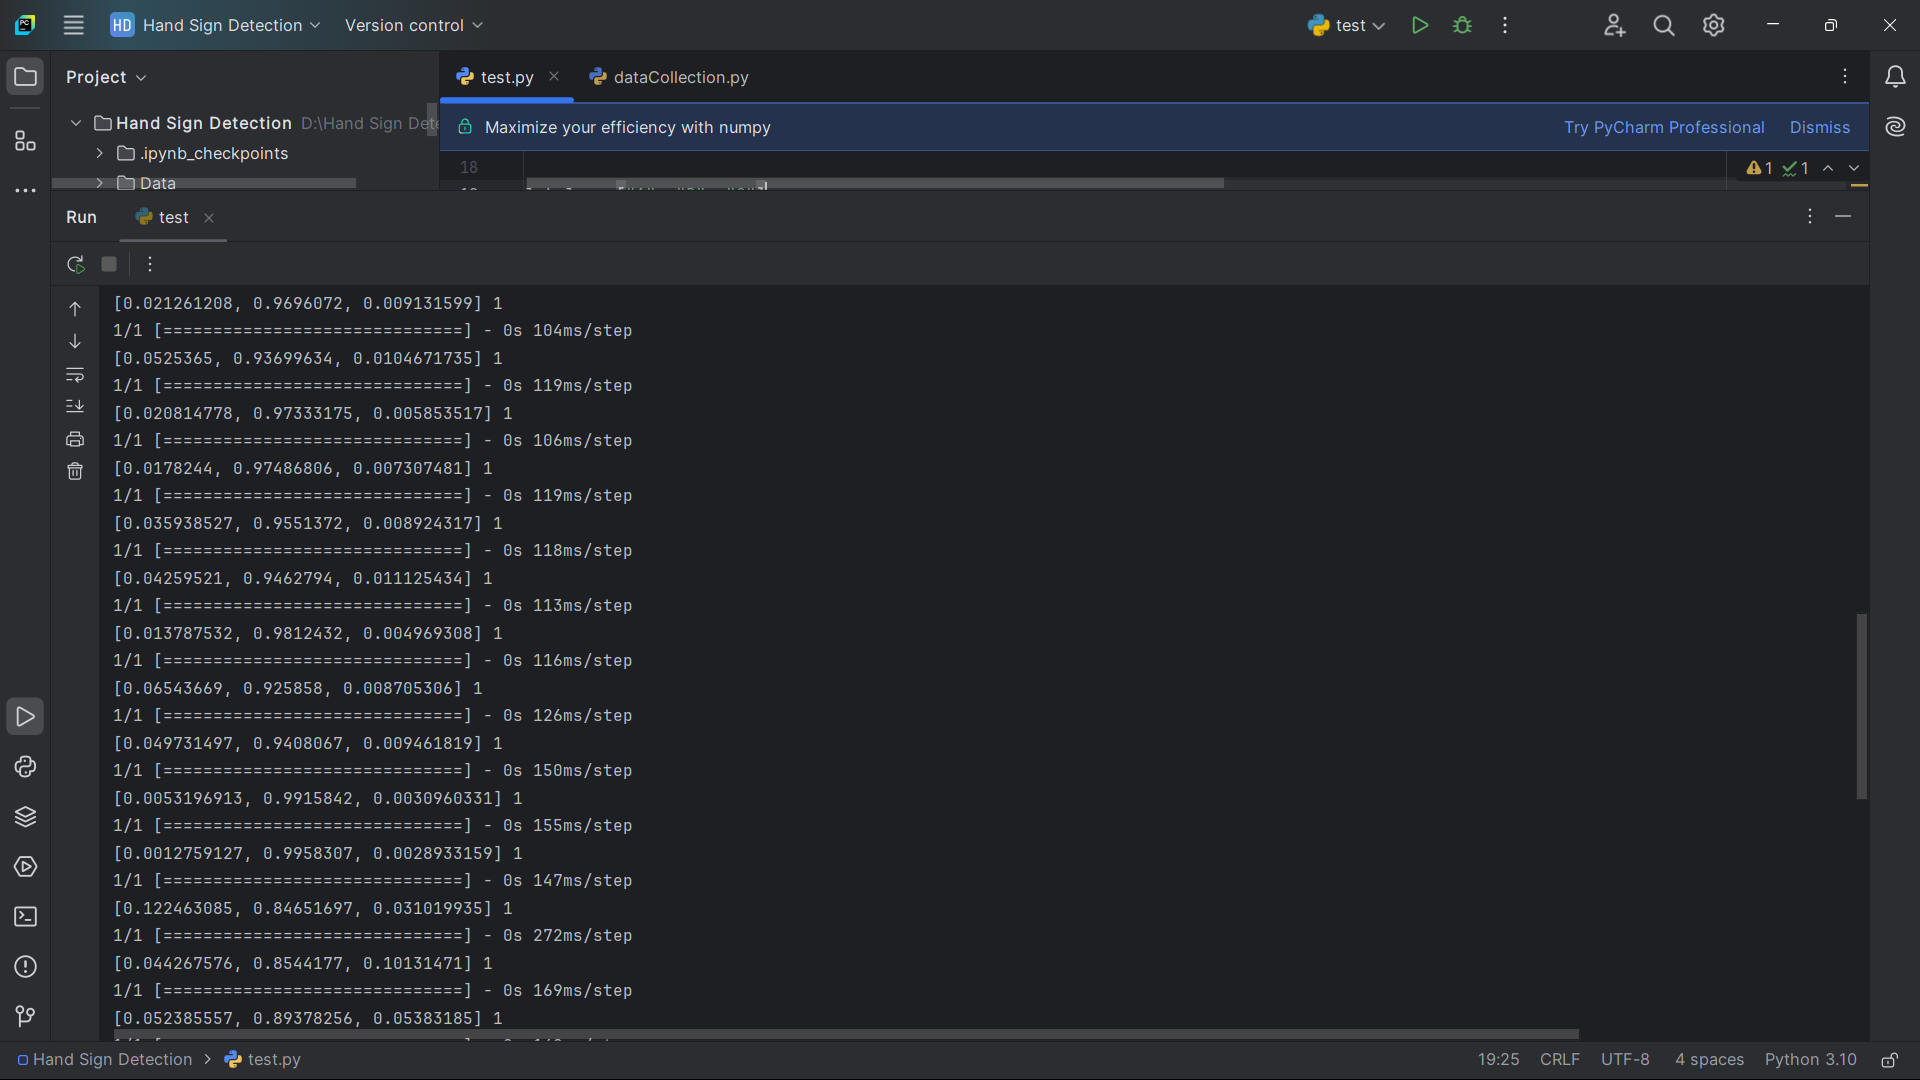 HD Hand Sign Detection Version control test
Project
test.py
dataCollection.py
Hand Sign Detection D:\Hand Sign Det
Maximize your efficiency with numpy Try PyCharm Professional Dismiss
.ipynb_checkpoints
18
1 1
Data
Run test
[0.021261208, 0.9696072, 0.009131599] 1
1/1 [==============================] - 0s 104ms/step
[0.0525365, 0.93699634, 0.0104671735] 1
1/1 [==============================] - 0s 119ms/step
[0.020814778, 0.97333175, 0.005853517] 1
1/1 [==============================] - 0s 106ms/step
[0.0178244, 0.97486806, 0.007307481] 1
1/1 [==============================] - 0s 119ms/step
[0.035938527, 0.9551372, 0.008924317] 1
1/1 [==============================] - 0s 118ms/step
[0.04259521, 0.9462794, 0.011125434] 1
1/1 [==============================] - 0s 113ms/step
[0.013787532, 0.9812432, 0.004969308] 1
1/1 [==============================] - 0s 116ms/step
[0.06543669, 0.925858, 0.008705306] 1
1/1 [==============================] - 0s 126ms/step
[0.049731497, 0.9408067, 0.009461819] 1
1/1 [==============================] - 0s 150ms/step
[0.0053196913, 0.9915842, 0.0030960331] 1
1/1 [==============================] - 0s 155ms/step
[0.0012759127, 0.9958307, 0.0028933159] 1
1/1 [==============================] - 0s 147ms/step
[0.122463085, 0.84651697, 0.031019935] 1
1/1 [==============================] - 0s 272ms/step
[0.044267576, 0.8544177, 0.10131471] 1
1/1 [==============================] - 0s 169ms/step
[0.052385557, 0.89378256, 0.05383185] 1
Hand Sign Detection > test.py 19:25 CRLF UTF-8 4 spaces Python 3.10